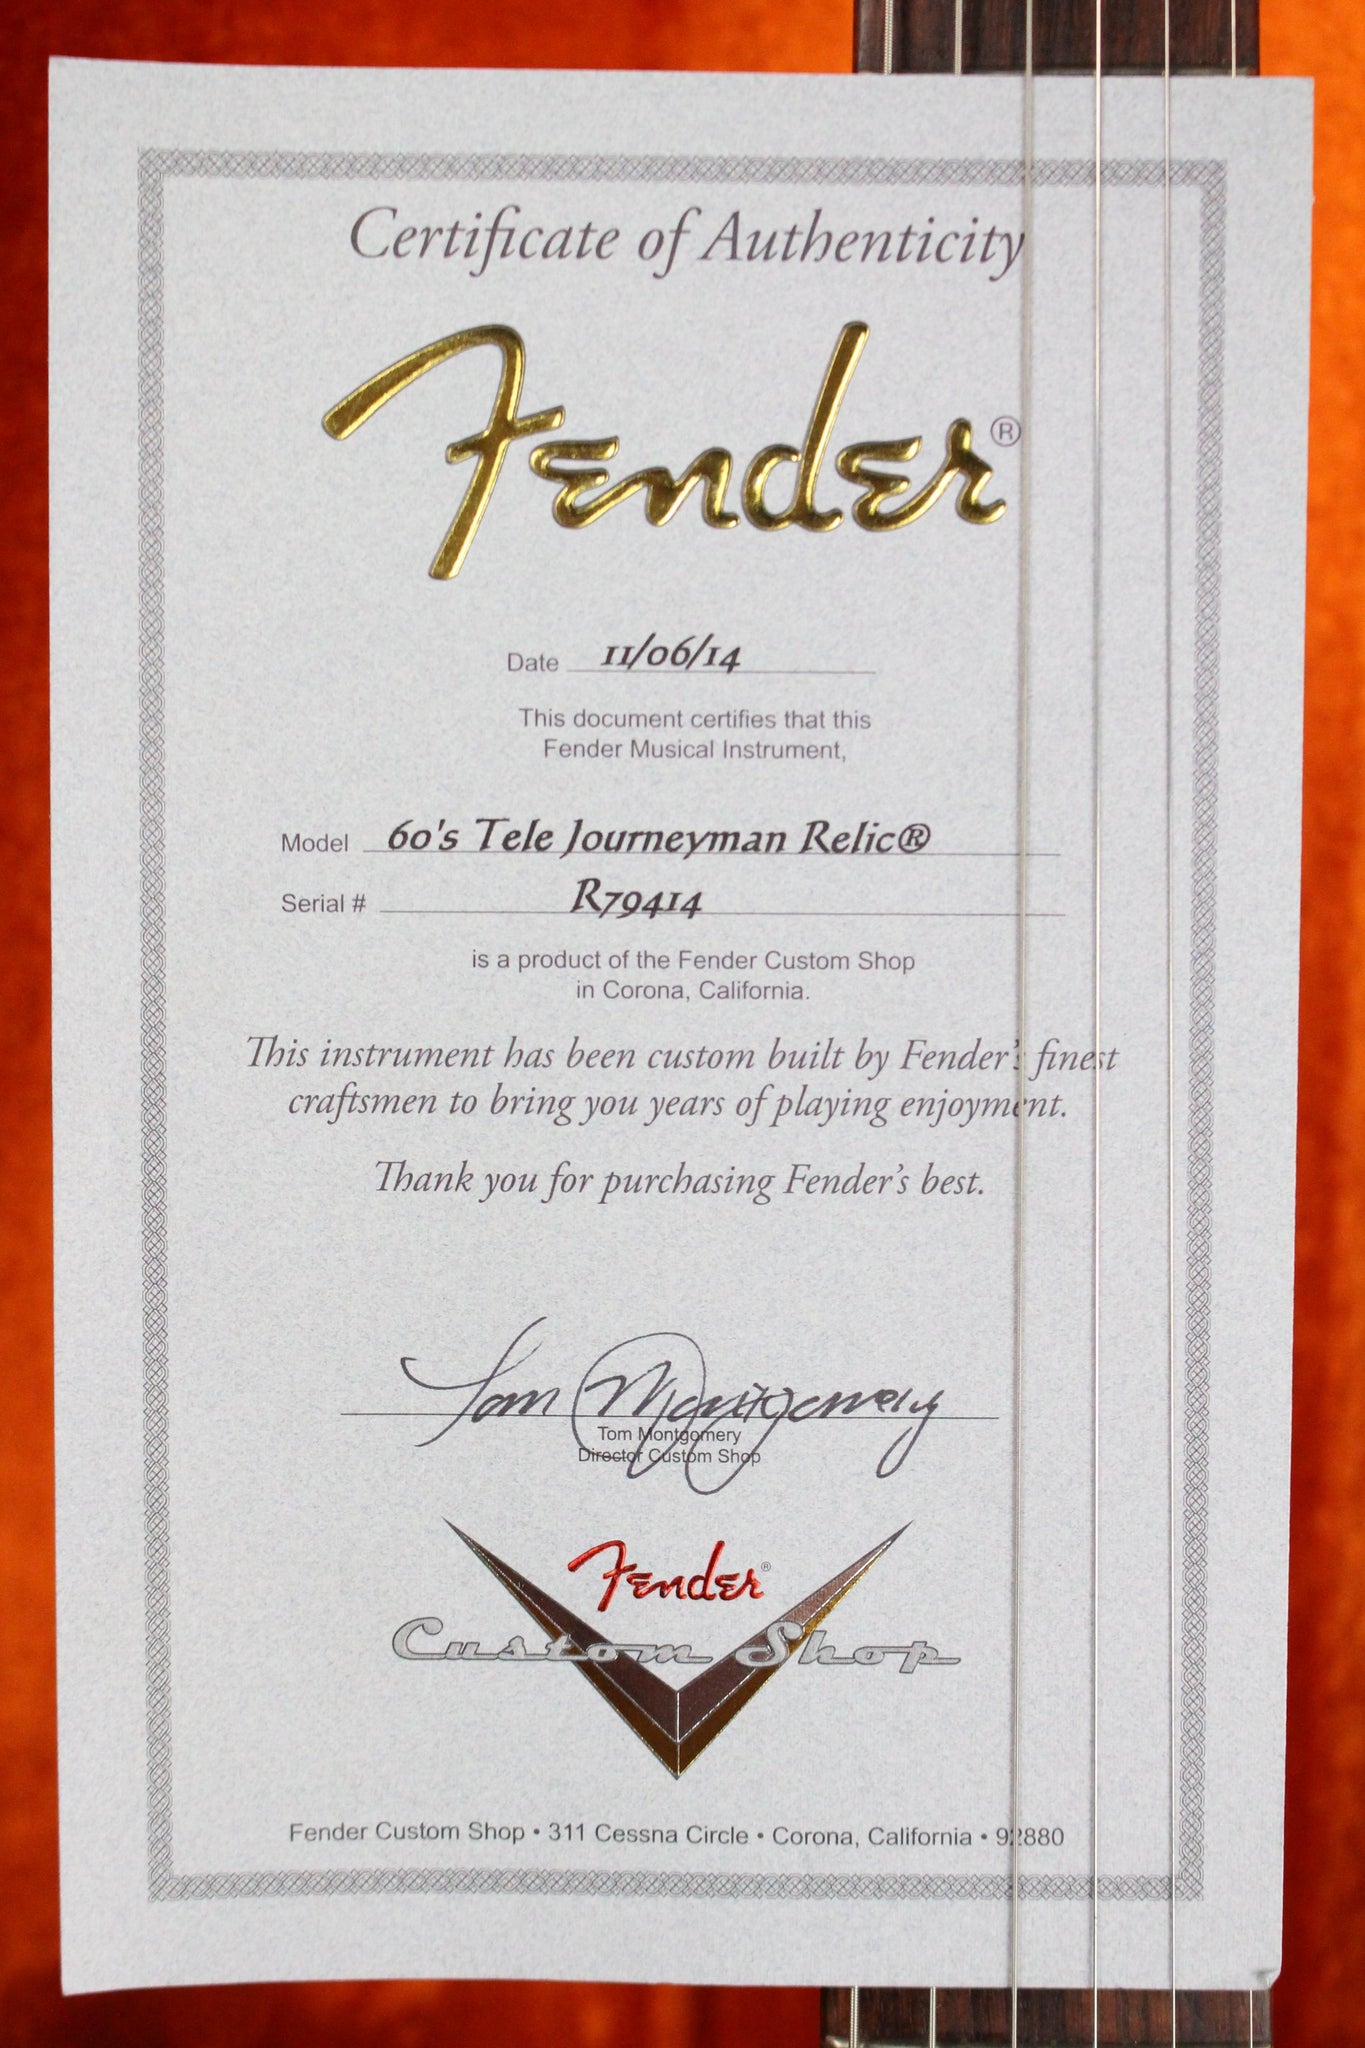 Certificate of Authenticity
Fender®
Date 11/06/14
This document certifies that this
Fender Musical Instrument,
Model 60's Tele Journeyman Relic®
Serial # R79414
is a product of the Fender Custom Shop
in Corona, California.
This instrument has been custom built by Fender's finest
craftsmen to bring you years of playing enjoyment.
Thank you for purchasing Fender's best.
Tom Montgomery
Tom Montgomery
Director Custom Shop
Fender®
Custom Shop
Fender Custom Shop • 311 Cessna Circle • Corona, California • 92880